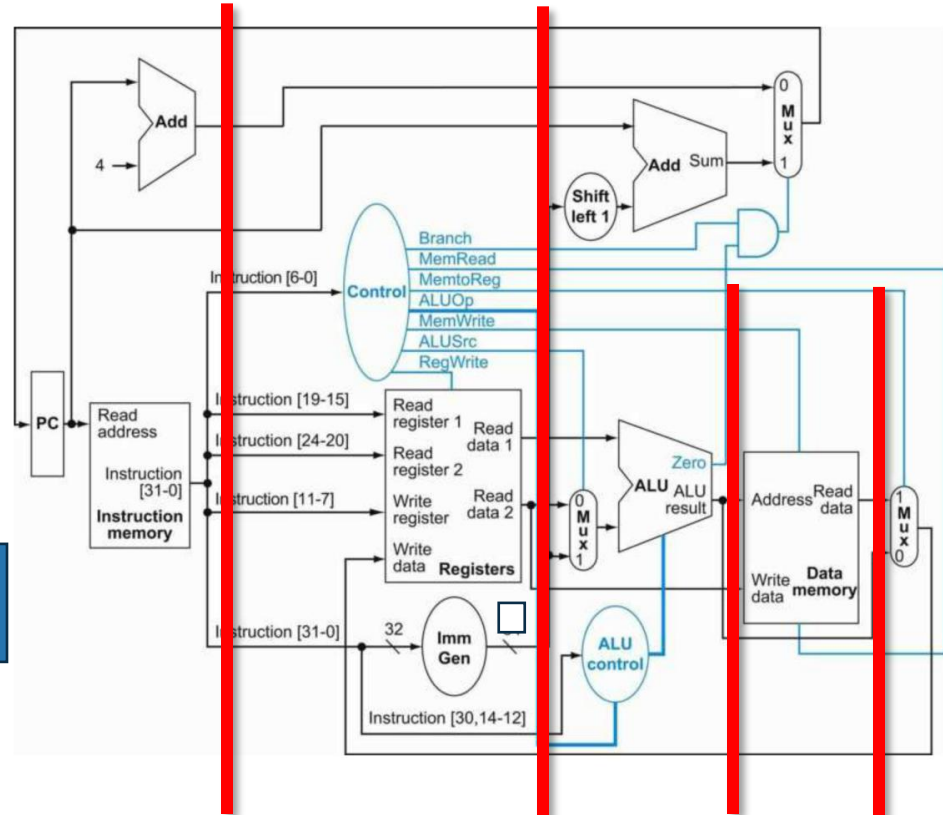 Add
4
0
Mux
1
Add Sum
Shift
left 1
Branch
MemRead
MemtoReg
ALUOp
MemWrite
ALUSrc
RegWrite
Control
Instruction [6-0]
PC
Read
address
Instruction
[31-0]
Instruction
memory
Instruction [19-15]
Instruction [24-20]
Instruction [11-7]
Instruction [31-0]
Read
register 1
Read
register 2
Write
register
Write
data
Read
data 1
Read
data 2
Registers
0
Mux
1
Zero
ALU
ALU
result
Address
Read
data
Write
data
Data
memory
1
Mux
0
32
Imm
Gen
ALU
control
Instruction [30,14-12]